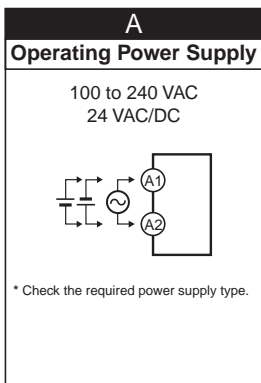 A
Operating Power Supply
100 to 240 VAC
24 VAC/DC
A1
A2
* Check the required power supply type.